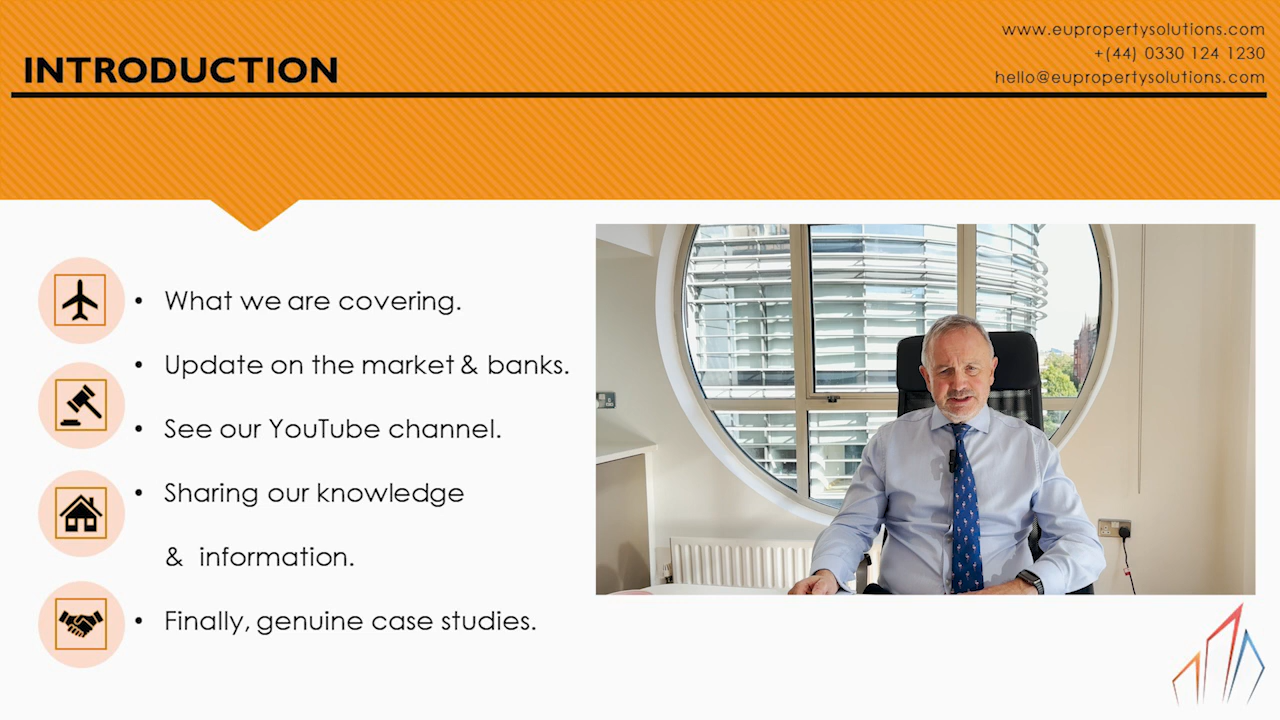 INTRODUCTION
www.eupropertysolutions.com
+(44) 0330 124 1230
hello@eupropertysolutions.com
• What we are covering.
• Update on the market & banks.
• See our YouTube channel.
• Sharing our knowledge
& information.
• Finally, genuine case studies.